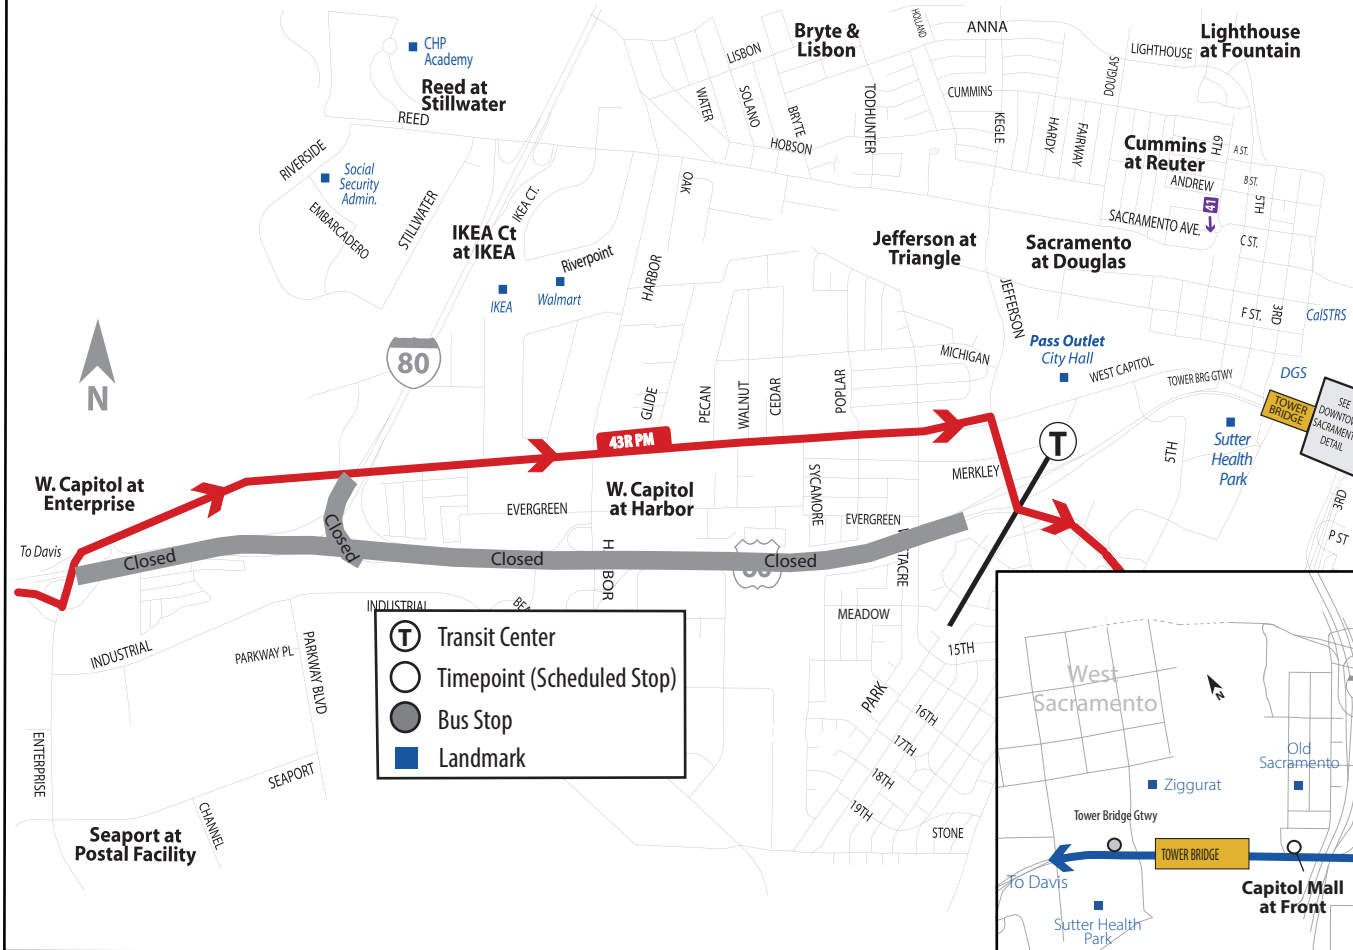 CHP
Academy
Reed at
Stillwater
REED
RIVERSIDE
Social
Security
Admin.
EMBARCADERO
STILLWATER
IKEA CT.
IKEA Ct
at IKEA
Riverpoint
IKEA
Walmart
HARBOR
OAK
LISBON
WATER
SOLANO
BRYTE
HOBSON
Bryte &
Lisbon
TODHUNTER
HOLLAND
ANNA
CUMMINS
KEGLE
HARDY
FAIRWAY
DOUGLAS
LIGHTHOUSE
Lighthouse
at Fountain
Cummins
at Reuter
6TH
A ST.
B ST.
5TH
C ST.
ANDREW
41
SACRAMENTO AVE.
Jefferson at
Triangle
Sacramento
at Douglas
JEFFERSON
F ST.
3RD
CalSTRS
Pass Outlet
City Hall
MICHIGAN
WEST CAPITOL
TOWER BRG GTWY
DGS
TOWER
BRIDGE
SEE
DOWNTOW
SACRAMENT
DETAIL
Sutter
Health
Park
5TH
3RD
P ST
80
N
GLIDE
PECAN
WALNUT
CEDAR
POPLAR
43R PM
T
MERKLEY
W. Capitol at
Enterprise
To Davis
EVERGREEN
W. Capitol
at Harbor
SYCAMORE
EVERGREEN
Closed
Closed
Closed
Closed
TACRE
MEADOW
INDUSTRIAL
INDUSTRIAL
PARKWAY PL
PARKWAY BLVD
SEAPORT
CHANNEL
ENTERPRISE
Seaport at
Postal Facility
T Transit Center
Timepoint (Scheduled Stop)
Bus Stop
Landmark
15TH
PARK
16TH
17TH
18TH
19TH
STONE
West
Sacramento
N
Old
Sacramento
Ziggurat
Tower Bridge Gtwy
TOWER BRIDGE
To Davis
Capitol Mall
at Front
Sutter Health
Park